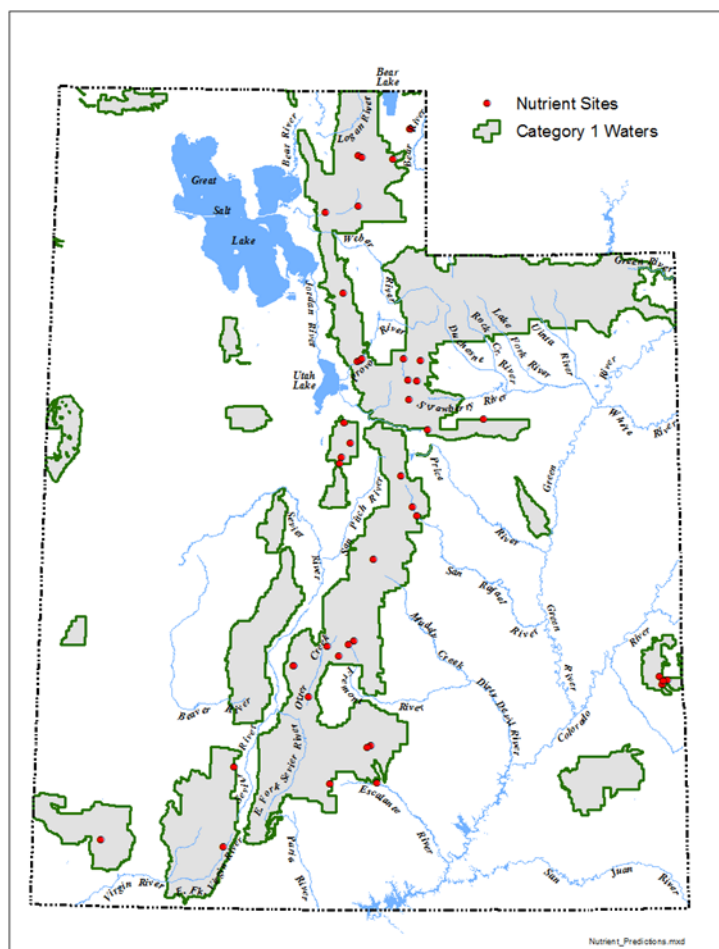 Bear
Lake
Nutrient Sites
Category 1 Waters
Logan River
Bear River
Bear
River
Great
Salt
Lake
Weber
River
Green River
Jordan River
River
Provo
Duchesne
Rock Cr. River
Lake Fork River
Uinta River
Utah
Lake
Strawberry River
River
White
River
Price
River
Green
River
San Pitch River
Sevier
River
San
Rafael
River
Muddy
Creek
Dirty Devil River
Otter Creek
Fremont
River
Beaver River
Colorado
River
Sevier River
E. Fork Sevier River
Escalante
River
Paria
River
Virgin River
E. Fk. Virgin River
San
Juan
River
Nutrient_Predictions.mxd